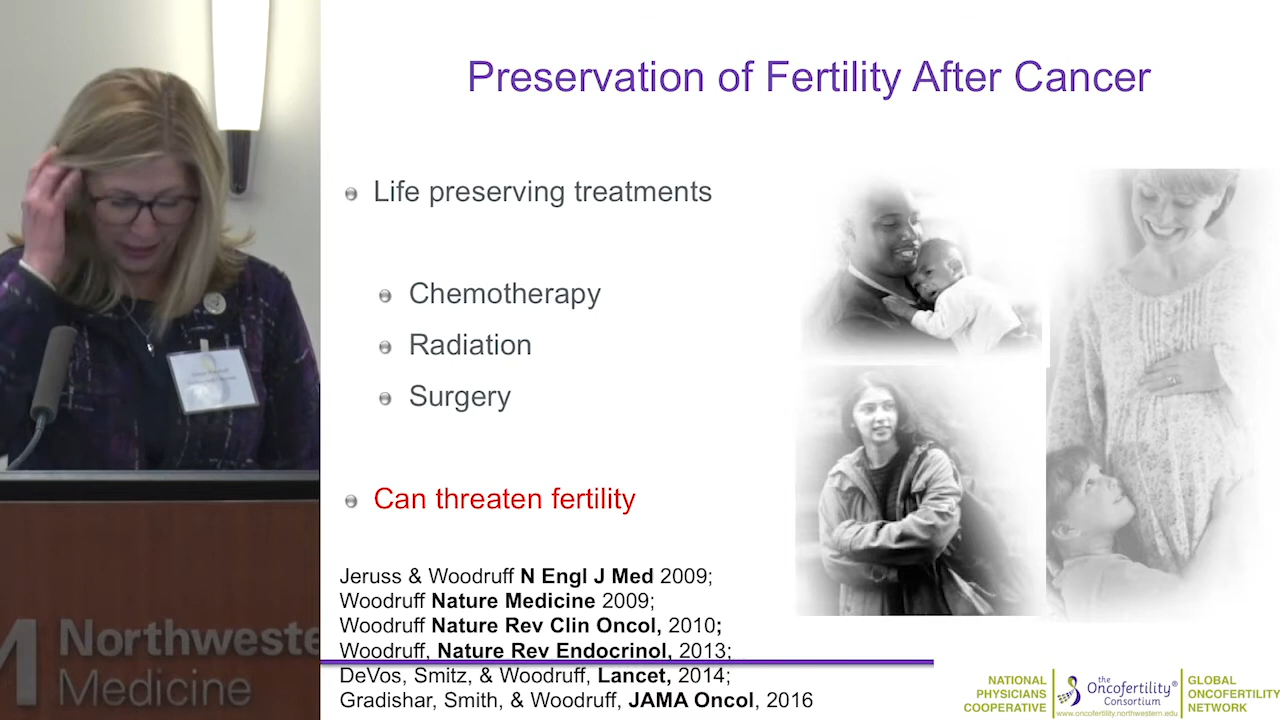 Preservation of Fertility After Cancer
Life preserving treatments
Chemotherapy
Radiation
Surgery
Can threaten fertility
Jeruss & Woodruff N Engl J Med 2009;
Woodruff Nature Medicine 2009;
Woodruff Nature Rev Clin Oncol, 2010;
Woodruff, Nature Rev Endocrinol, 2013;
DeVos, Smitz, & Woodruff, Lancet, 2014;
Gradishar, Smith, & Woodruff, JAMA Oncol, 2016
M Northweste
Medicine
NATIONAL
PHYSICIANS
COOPERATIVE
the
Oncofertility®
Consortium
www.oncofertility.northwestern.edu
GLOBAL
ONCOFERTILITY
NETWORK